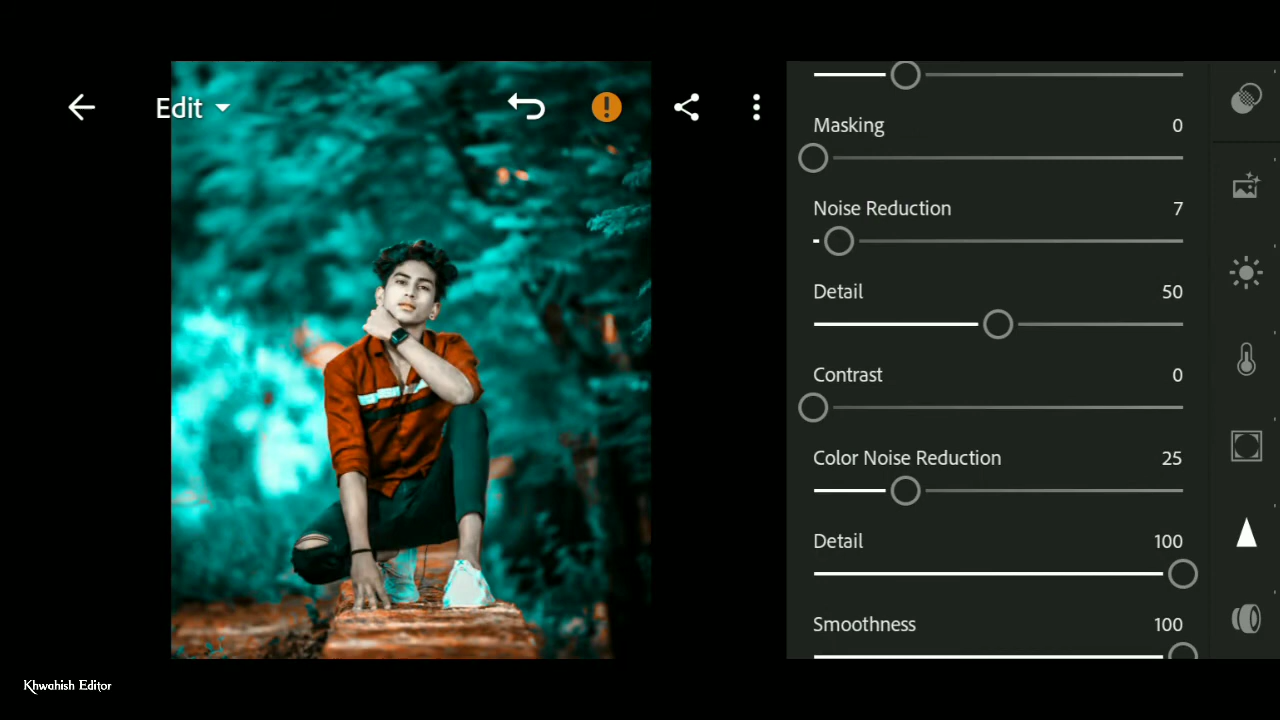 Edit
Masking 0
Noise Reduction 7
Detail 50
Contrast 0
Color Noise Reduction 25
Detail 100
Smoothness 100
Khwahish Editor